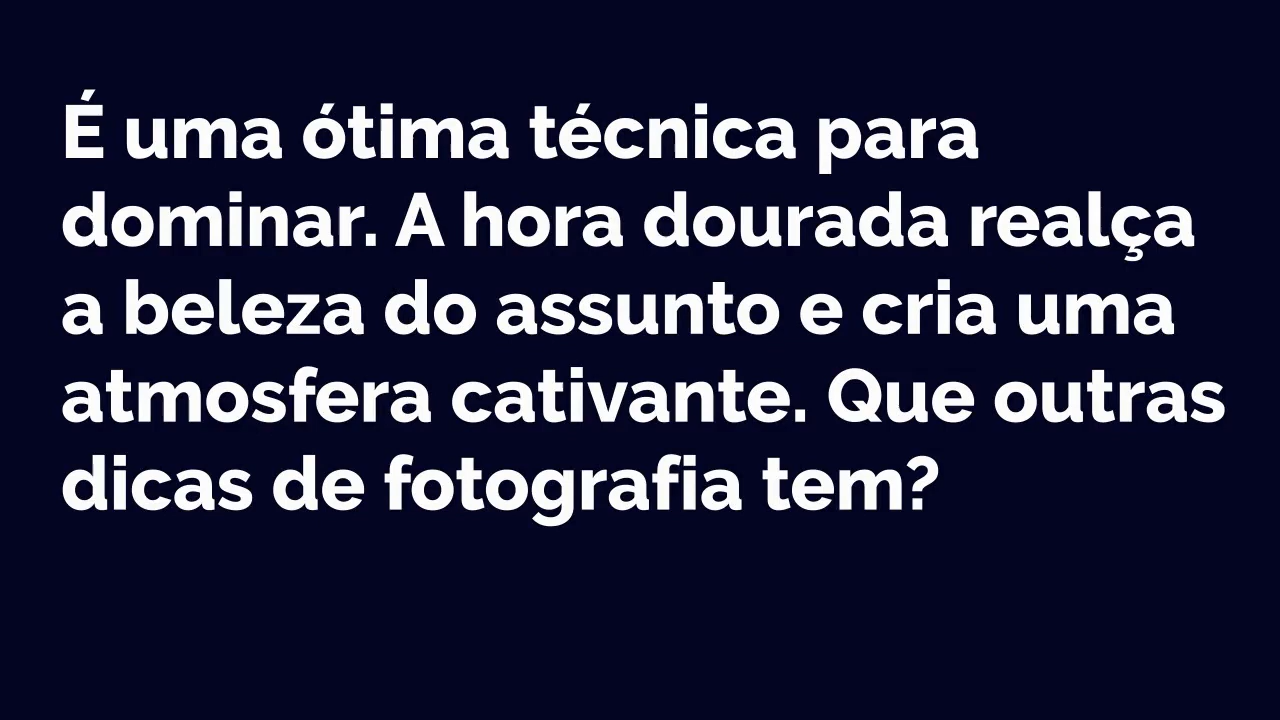 É uma ótima técnica para
dominar. A hora dourada realça
a beleza do assunto e cria uma
atmosfera cativante. Que outras
dicas de fotografia tem?